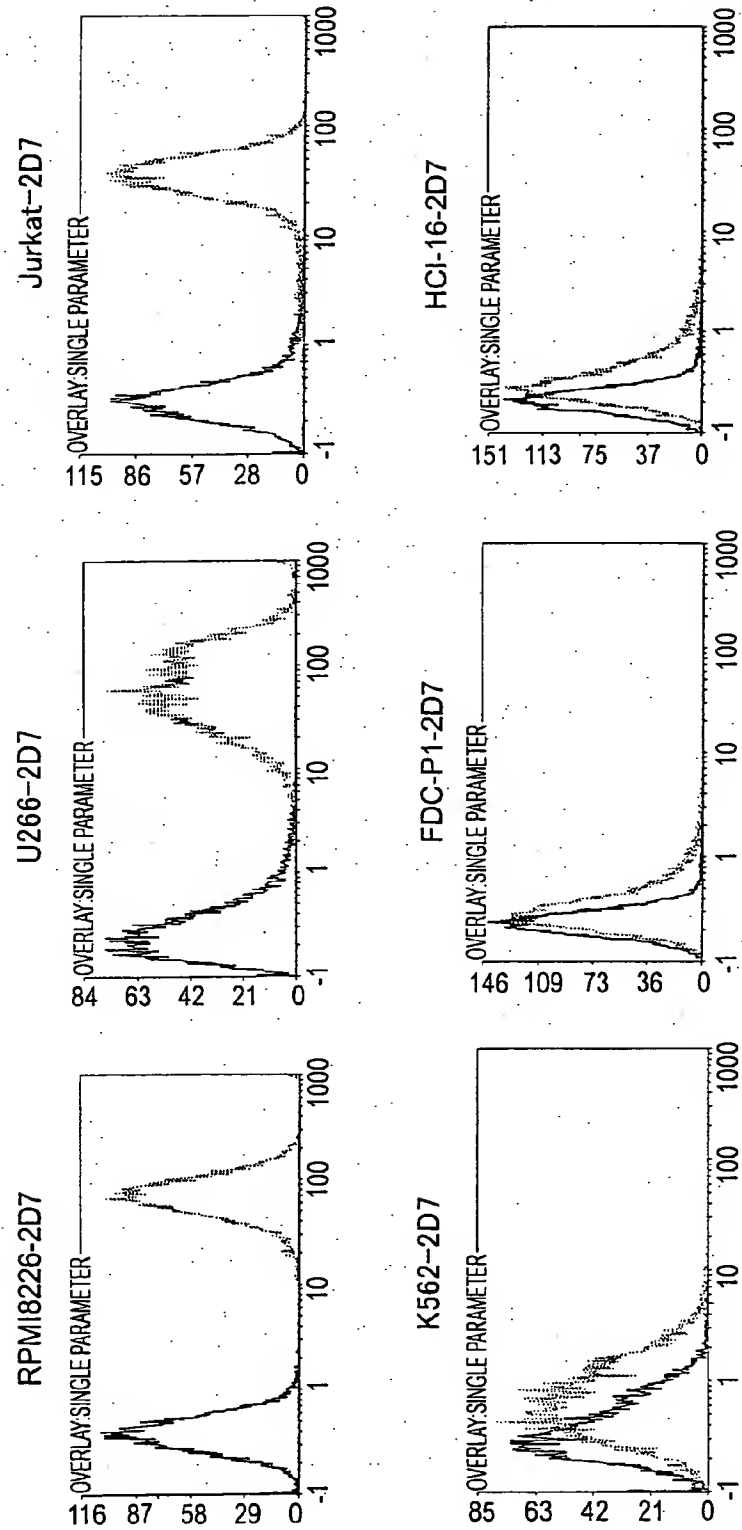 RPMI8226-2D7
OVERLAY:SINGLE PARAMETER
116
87
58
29
0
-1 1 10 100 1000
U266-2D7
OVERLAY:SINGLE PARAMETER
84
63
42
21
0
-1 1 10 100 1000
Jurkat-2D7
OVERLAY:SINGLE PARAMETER
115
86
57
28
0
-1 1 10 100 1000
K562-2D7
OVERLAY:SINGLE PARAMETER
85
63
42
21
0
-1 1 10 100 1000
FDC-P1-2D7
OVERLAY:SINGLE PARAMETER
146
109
73
36
0
-1 1 10 100 1000
HCI-16-2D7
OVERLAY:SINGLE PARAMETER
151
113
75
37
0
-1 1 10 100 1000